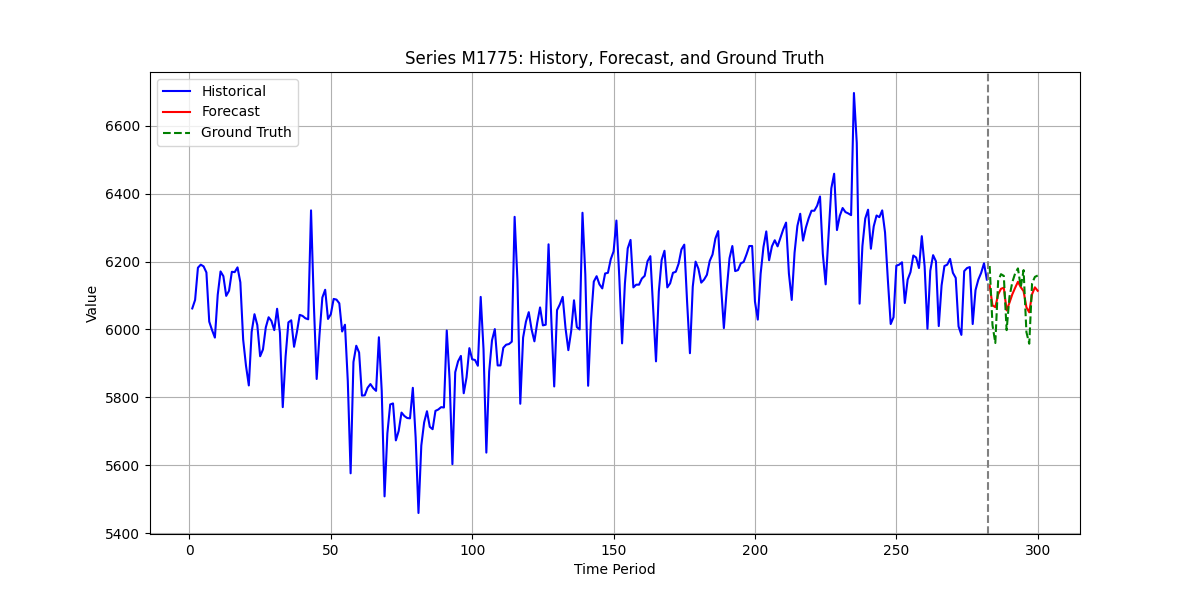 Series M1775: History, Forecast, and Ground Truth
Historical
Forecast
Ground Truth
6600
6400
6200
6000
5800
5600
5400
Value
0 50 100 150 200 250 300
Time Period